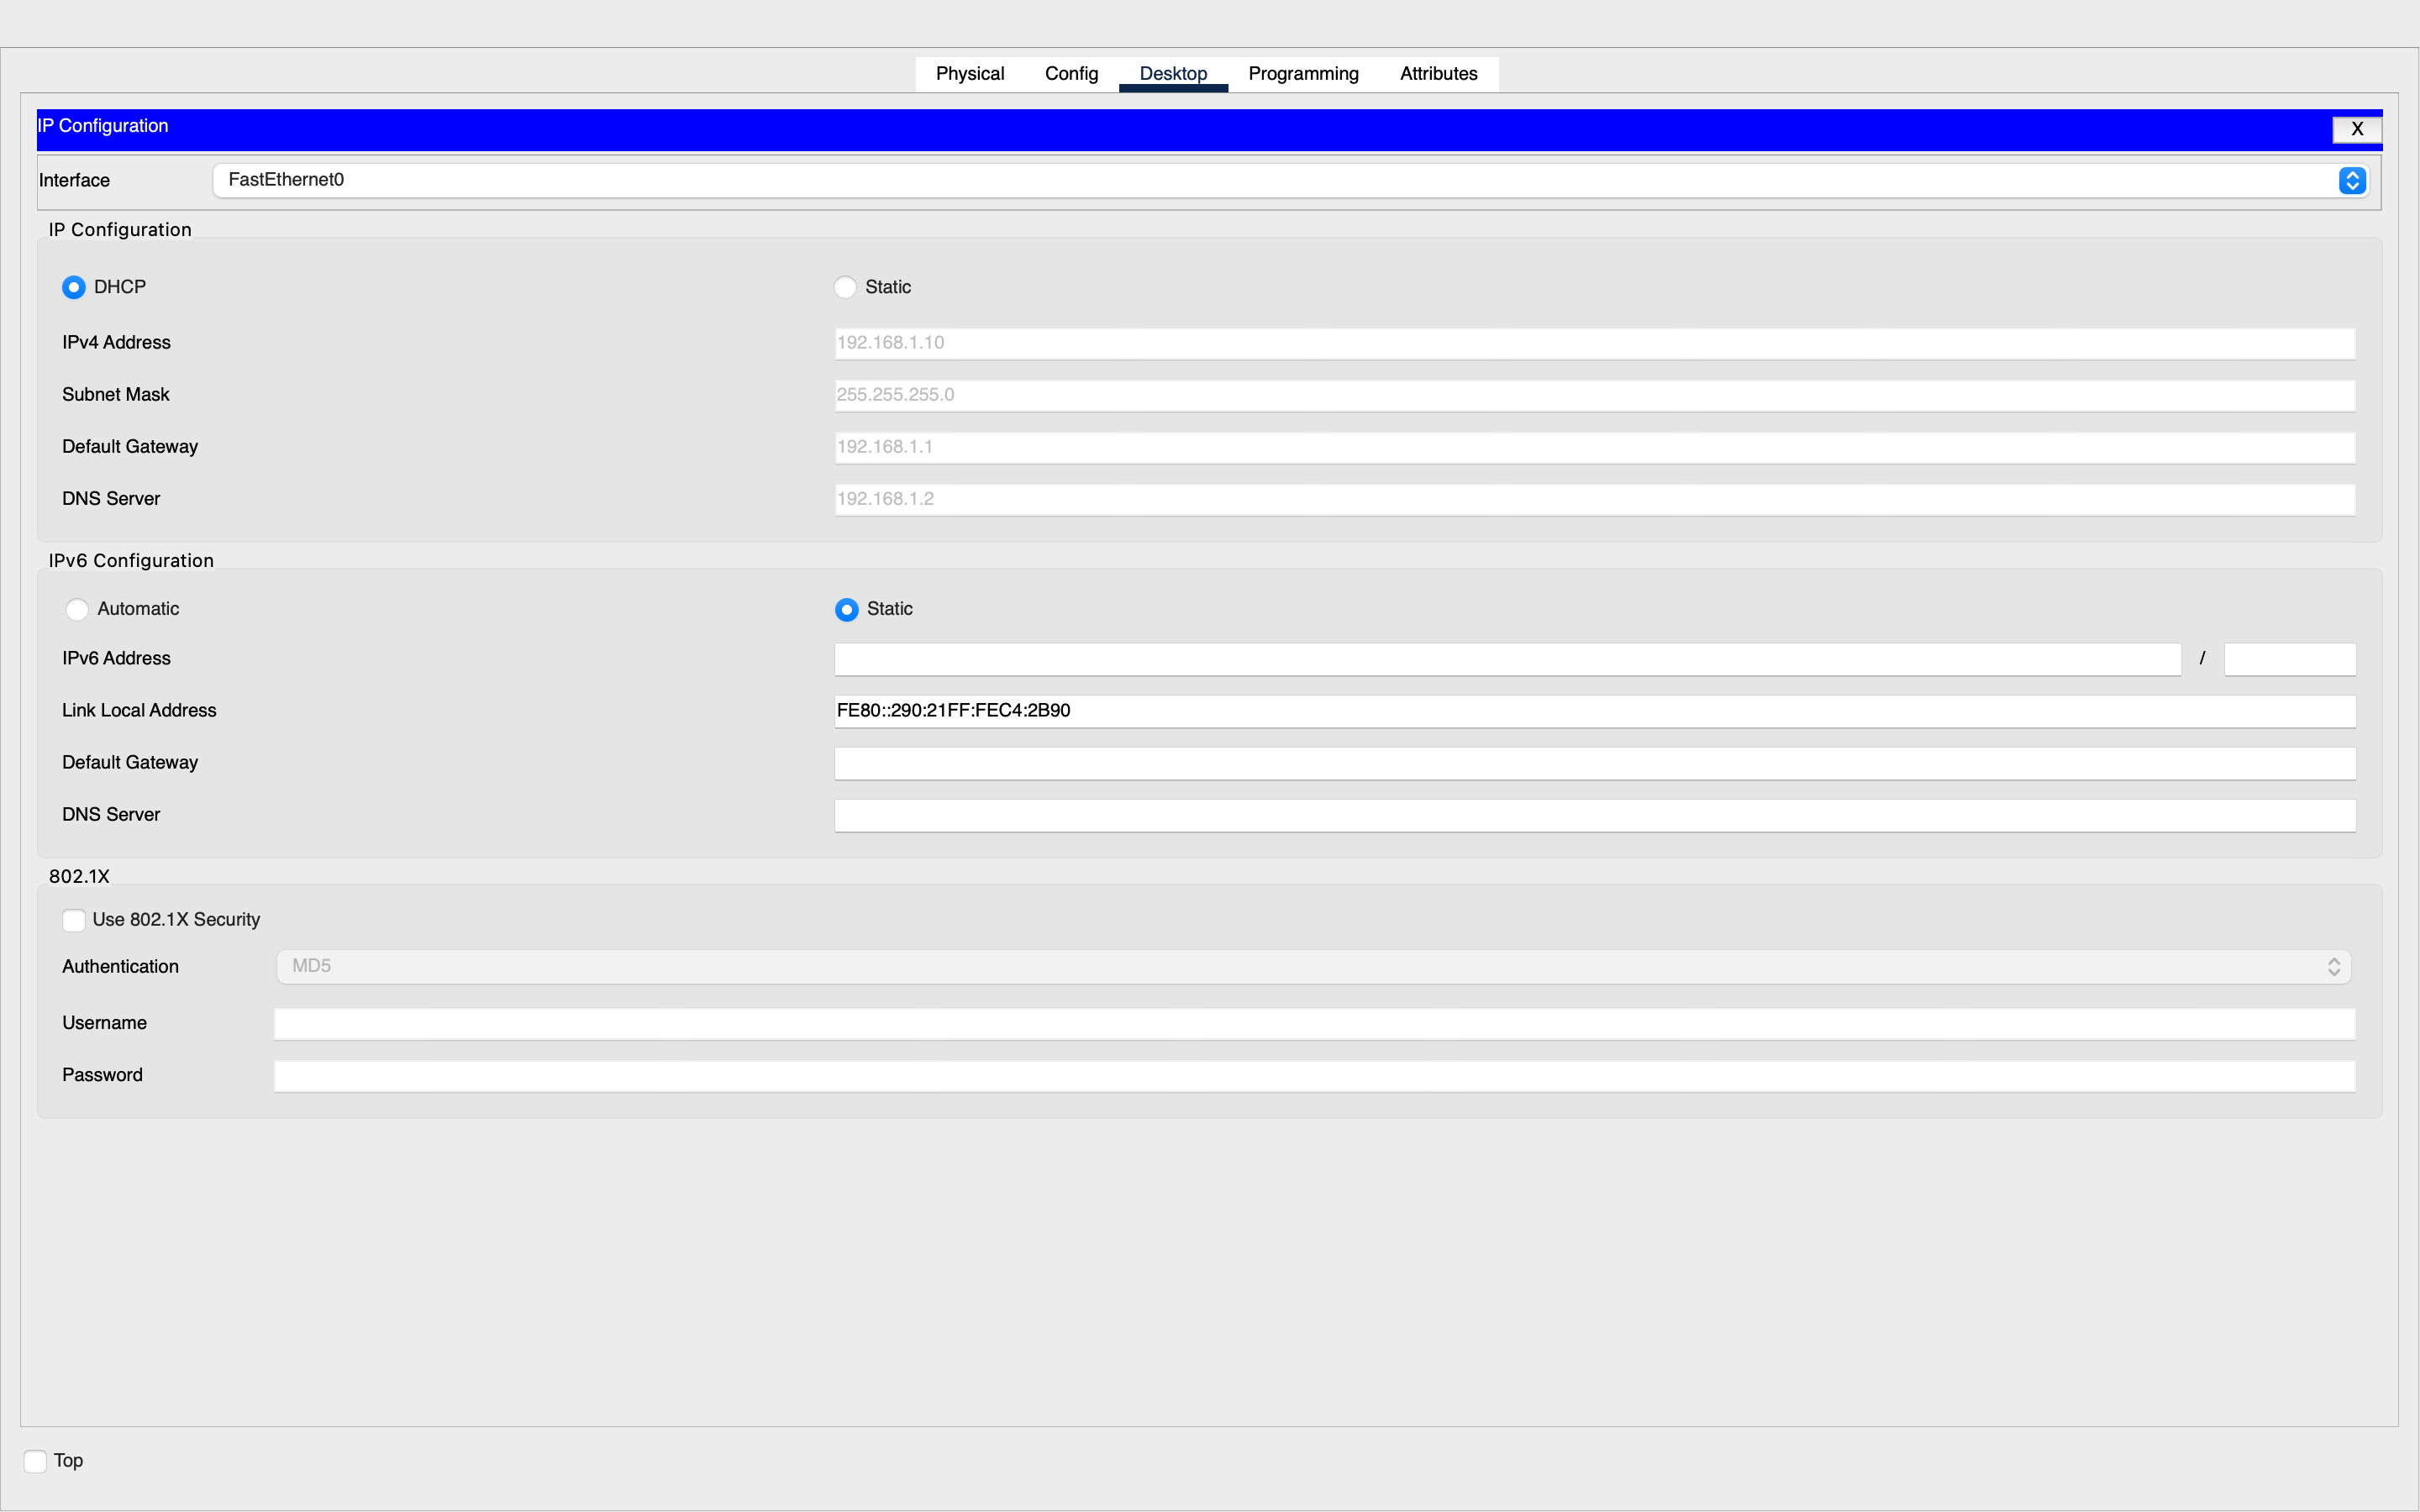 Physical Config Desktop Programming Attributes
IP Configuration X
Interface FastEthernet0
IP Configuration
DHCP Static
IPv4 Address 192.168.1.10
Subnet Mask 255.255.255.0
Default Gateway 192.168.1.1
DNS Server 192.168.1.2
IPv6 Configuration
Automatic Static
IPv6 Address /
Link Local Address FE80::290:21FF:FEC4:2B90
Default Gateway
DNS Server
802.1X
Use 802.1X Security
Authentication MD5
Username
Password
Top